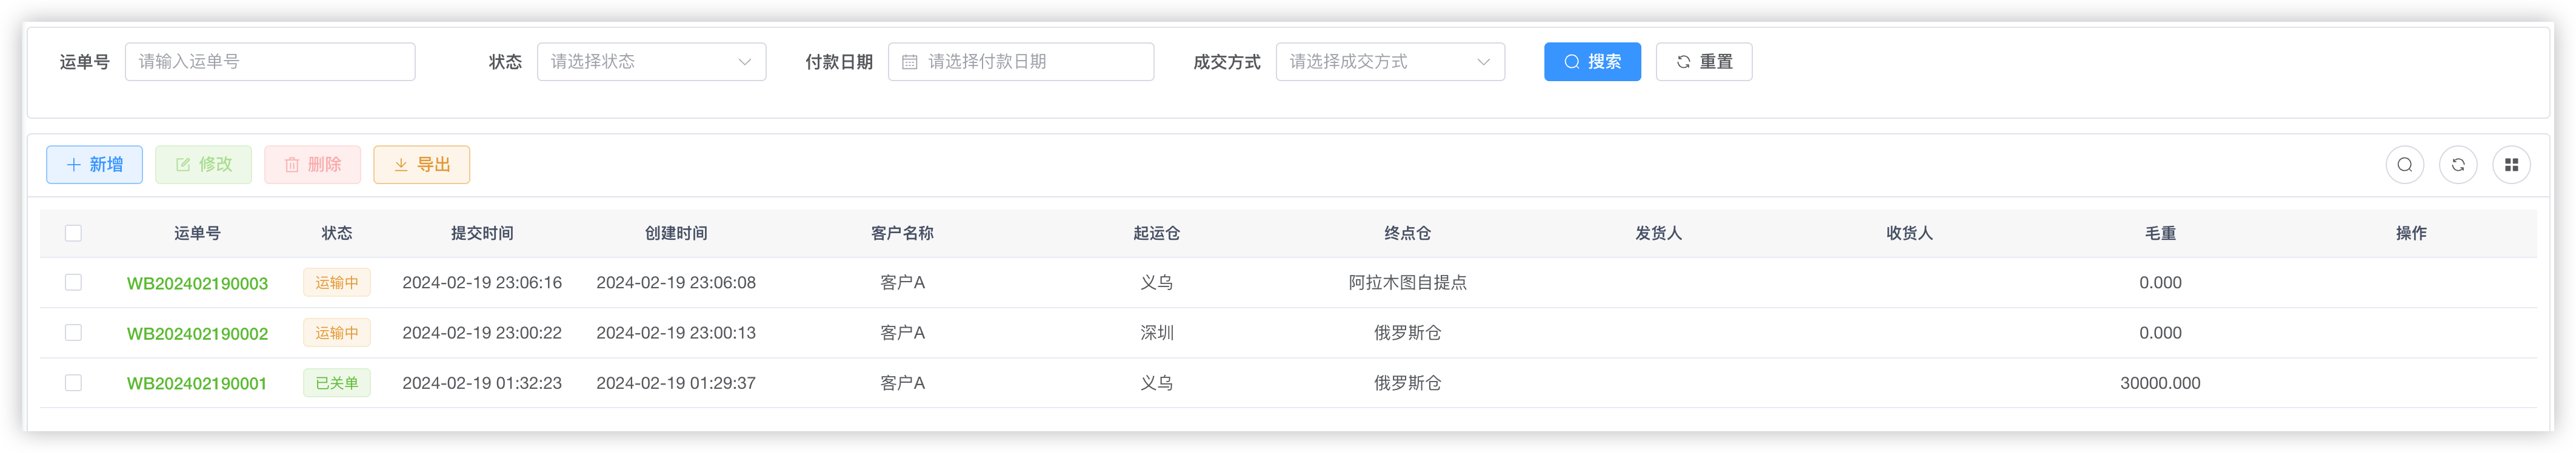 运单号 请输入运单号 状态 请选择状态 付款日期 请选择付款日期 成交方式 请选择成交方式 搜索 重置
新增 修改 删除 导出
运单号 状态 提交时间 创建时间 客户名称 起运仓 终点仓 发货人 收货人 毛重 操作
WB202402190003 运输中 2024-02-19 23:06:16 2024-02-19 23:06:08 客户A 义乌 阿拉木图自提点 0.000
WB202402190002 运输中 2024-02-19 23:00:22 2024-02-19 23:00:13 客户A 深圳 俄罗斯仓 0.000
WB202402190001 已关单 2024-02-19 01:32:23 2024-02-19 01:29:37 客户A 义乌 俄罗斯仓 30000.000